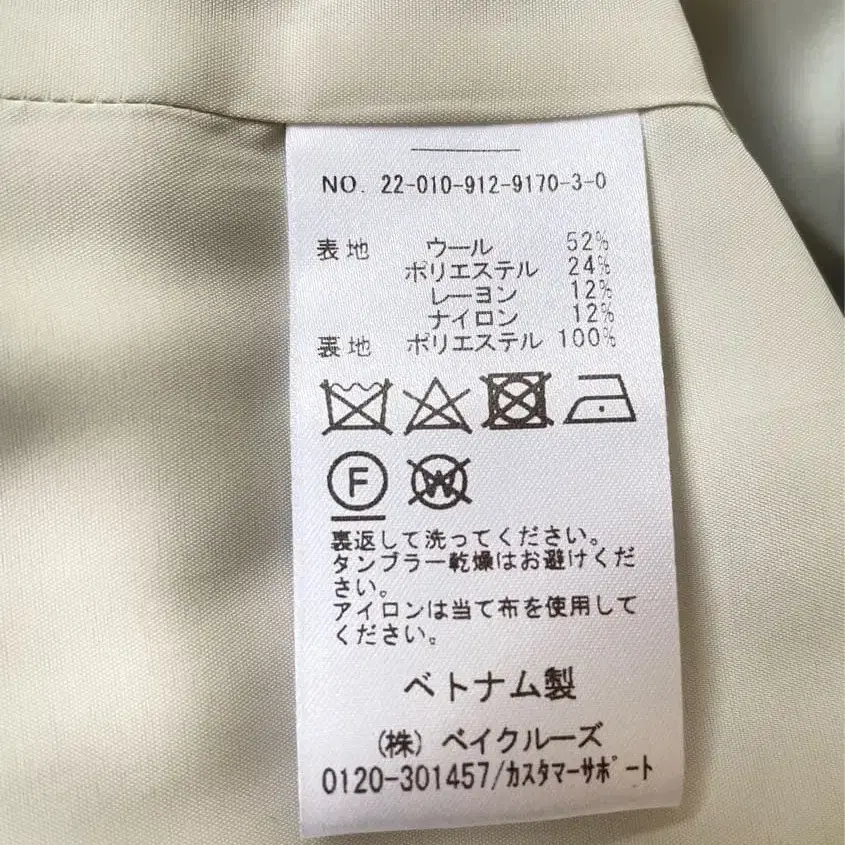 NO. 22-010-912-9170-3-0
表地 ウール 52%
ポリエステル 24%
レーヨン 12%
ナイロン 12%
裏地 ポリエステル 100%
F W
裏返して洗ってください。
タンブラー乾燥はお避けくだ
さい。
アイロンは当て布を使用して
ください。
ベトナム製
(株) ベイクルーズ
0120-301457/カスタマーサポート